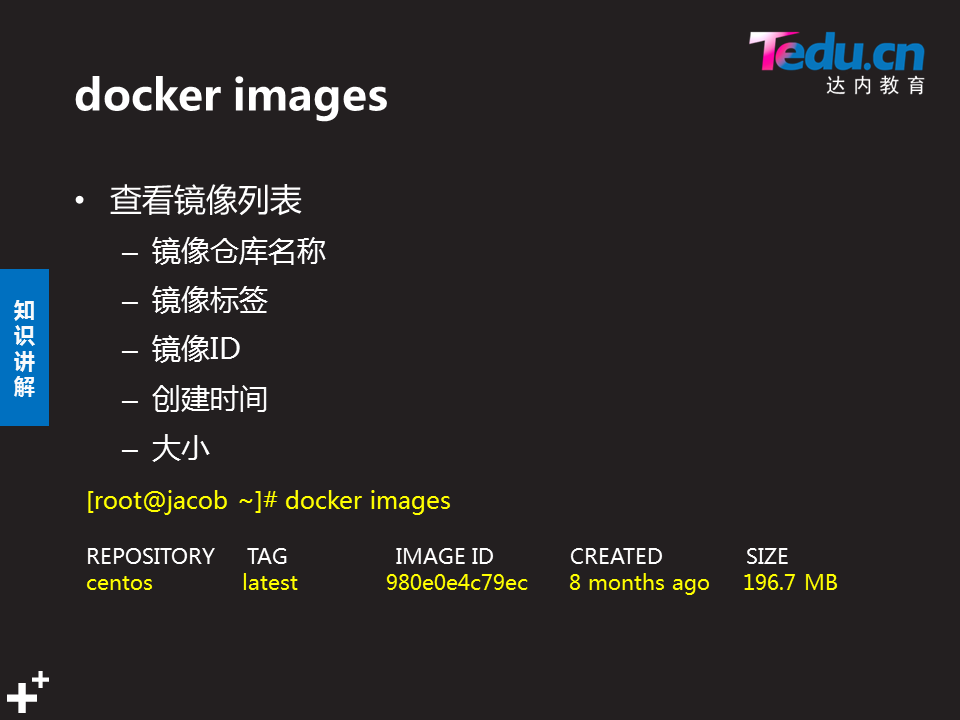 Tedu.cn
达内教育
docker images
• 查看镜像列表
– 镜像仓库名称
– 镜像标签
– 镜像ID
– 创建时间
– 大小
知识讲解
[root@jacob ~]# docker images
REPOSITORY TAG IMAGE ID CREATED SIZE
centos latest 980e0e4c79ec 8 months ago 196.7 MB